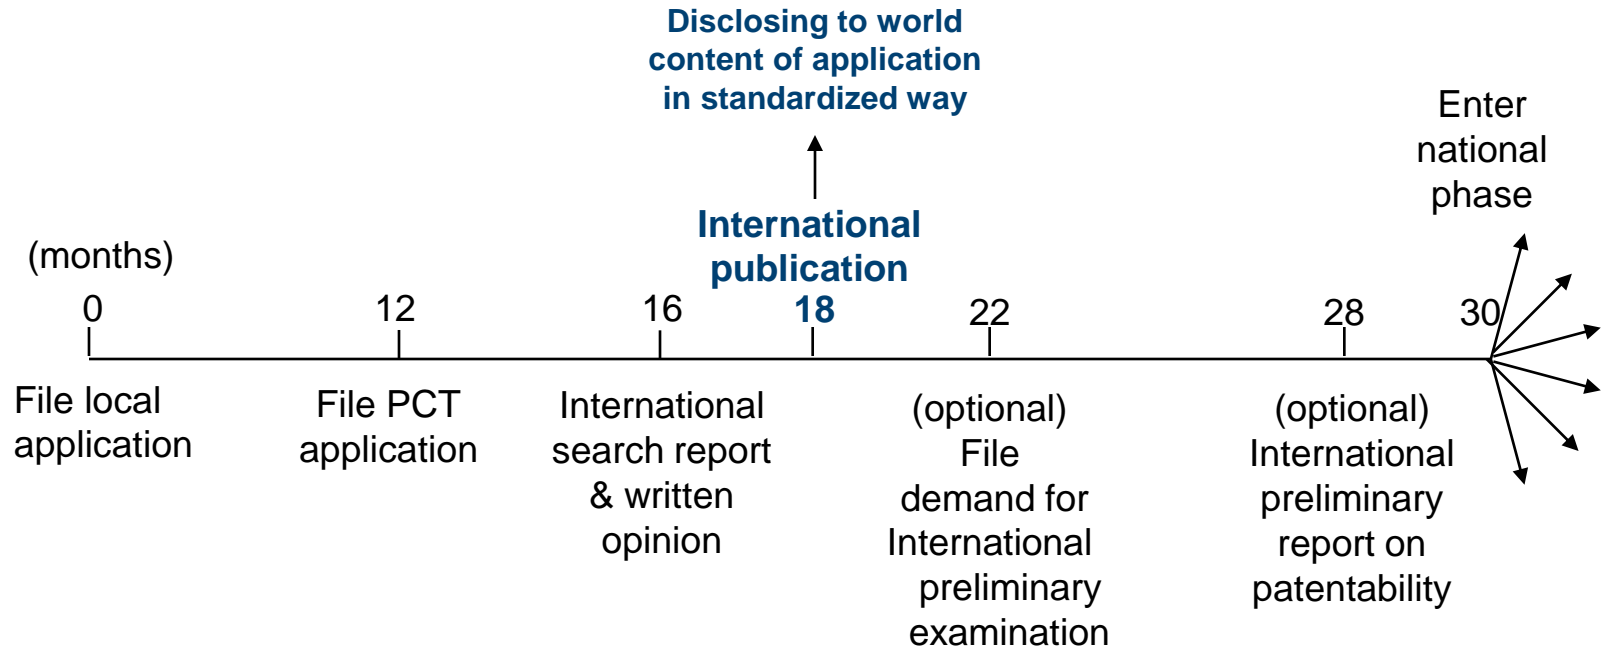 Disclosing to world
content of application
in standardized way
Enter
national
phase
International
publication
(months)
0
12
16
18
22
28
30
File local
application
File PCT
application
International
search report
& written
opinion
(optional)
File
demand for
International
preliminary
examination
(optional)
International
preliminary
report on
patentability